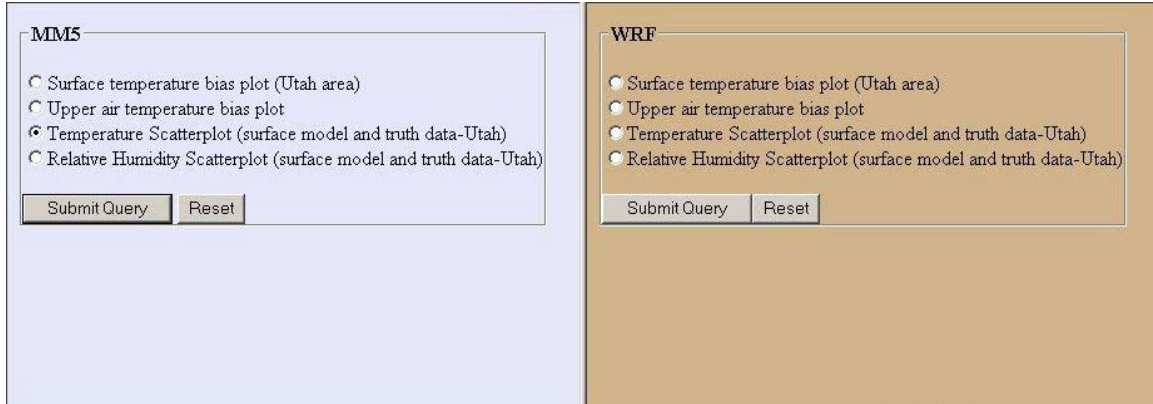 MM5
Surface temperature bias plot (Utah area)
Upper air temperature bias plot
Temperature Scatterplot (surface model and truth data-Utah)
Relative Humidity Scatterplot (surface model and truth data-Utah)
Submit Query Reset
WRF
Surface temperature bias plot (Utah area)
Upper air temperature bias plot
Temperature Scatterplot (surface model and truth data-Utah)
Relative Humidity Scatterplot (surface model and truth data-Utah)
Submit Query Reset